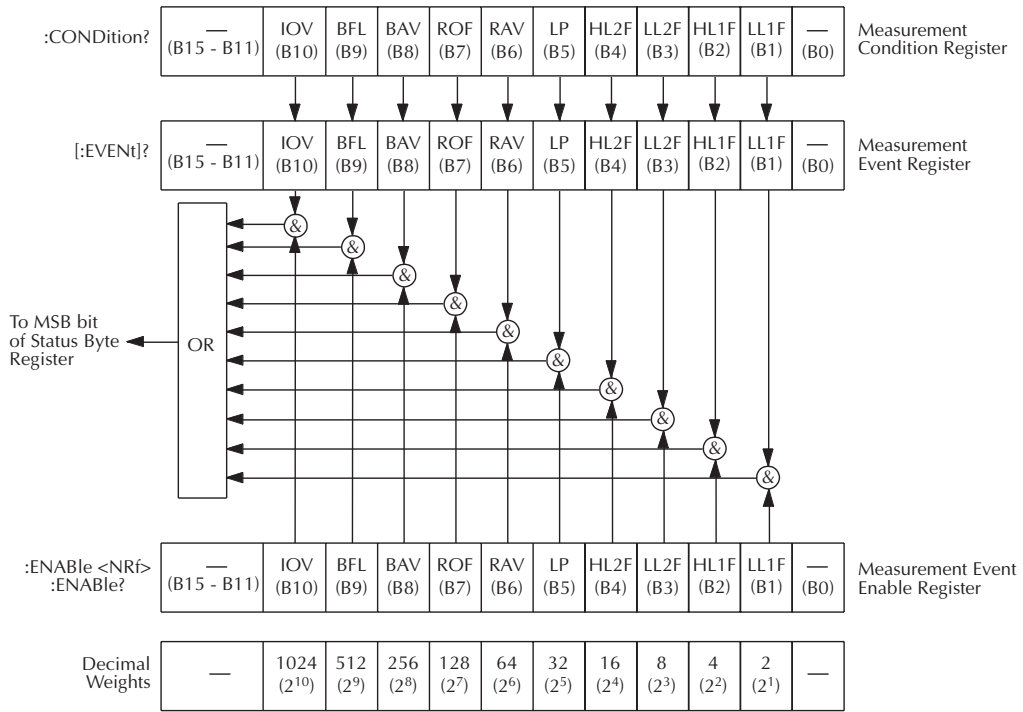 :CONDition?
— IOV BFL BAV ROF RAV LP HL2F LL2F HL1F LL1F —
(B15 - B11) (B10) (B9) (B8) (B7) (B6) (B5) (B4) (B3) (B2) (B1) (B0)
Measurement
Condition Register
[:EVENt]?
— IOV BFL BAV ROF RAV LP HL2F LL2F HL1F LL1F —
(B15 - B11) (B10) (B9) (B8) (B7) (B6) (B5) (B4) (B3) (B2) (B1) (B0)
Measurement
Event Register
&
&
&
&
&
&
&
&
&
&
To MSB bit
of Status Byte
Register
OR
:ENABle <NRf>
:ENABle?
— IOV BFL BAV ROF RAV LP HL2F LL2F HL1F LL1F —
(B15 - B11) (B10) (B9) (B8) (B7) (B6) (B5) (B4) (B3) (B2) (B1) (B0)
Measurement Event
Enable Register
Decimal
Weights
— 1024 512 256 128 64 32 16 8 4 2 —
(2¹⁰) (2⁹) (2⁸) (2⁷) (2⁶) (2⁵) (2⁴) (2³) (2²) (2¹)